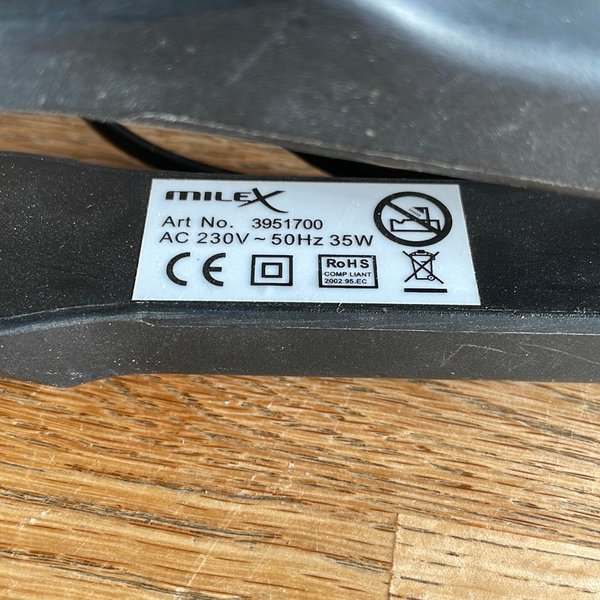 MILEX
Art No. 3951700
AC 230V ~ 50Hz 35W
CE
RoHS
COMP LIANT
2002.95.EC